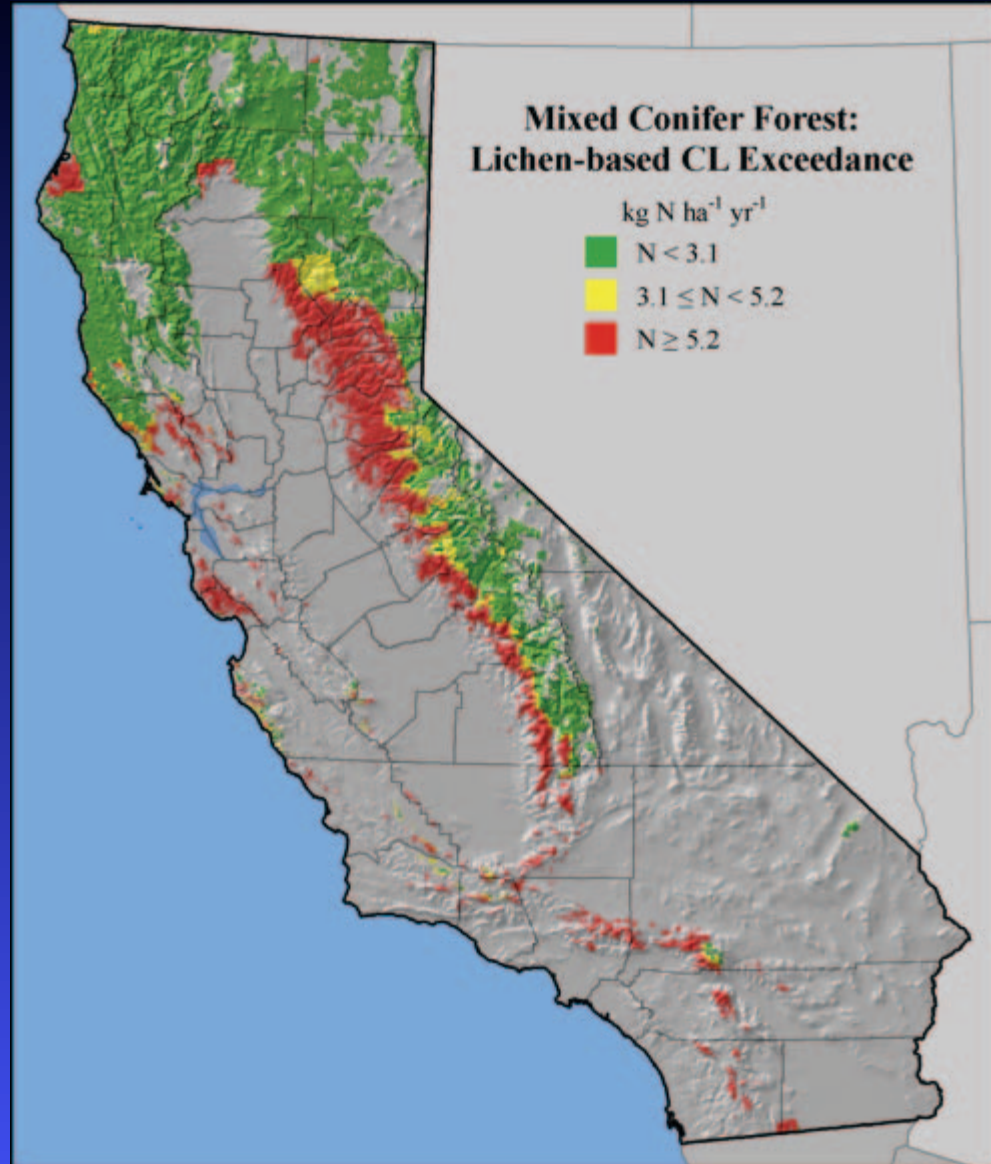 Mixed Conifer Forest:
Lichen-based CL Exceedance
kg N ha⁻¹ yr⁻¹
N < 3.1
3.1 ≤ N < 5.2
N ≥ 5.2